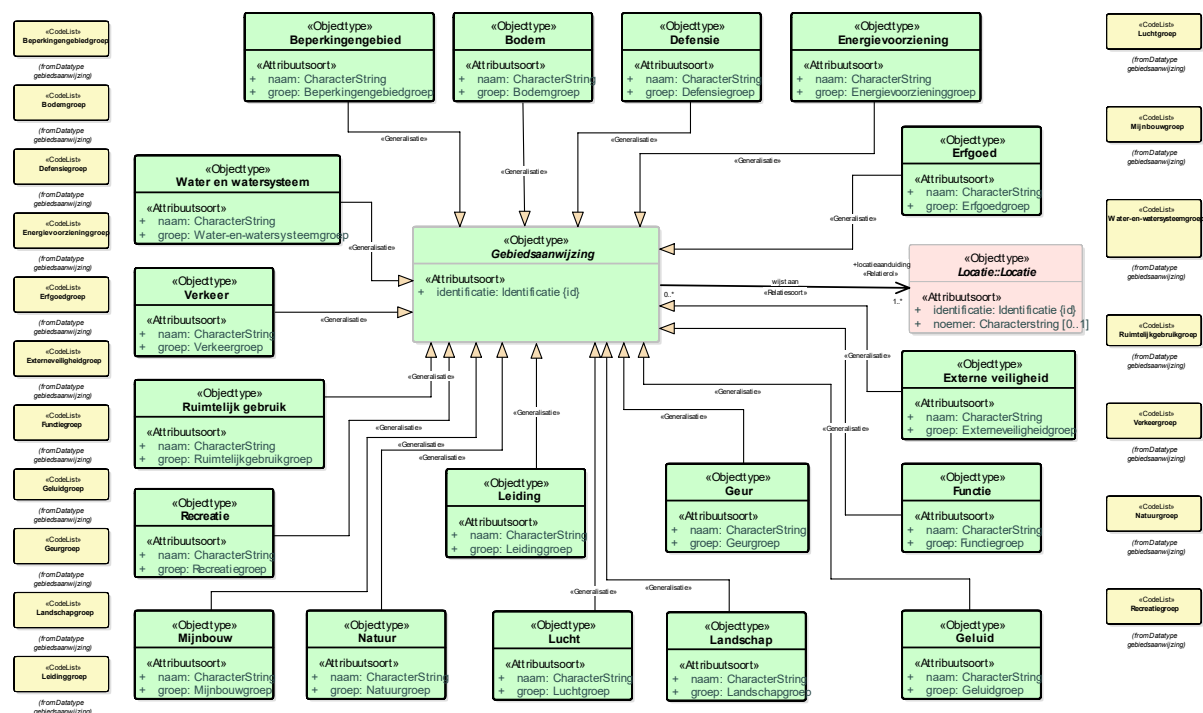 «CodeList»
Beperkingengebiedgroep
(fromDatatype
gebiedsaanwijzing)
«CodeList»
Bodemgroep
(fromDatatype
gebiedsaanwijzing)
«CodeList»
Defensiegroep
(fromDatatype
gebiedsaanwijzing)
«CodeList»
Energievoorzieninggroep
(fromDatatype
gebiedsaanwijzing)
«CodeList»
Erfgoedgroep
(fromDatatype
gebiedsaanwijzing)
«CodeList»
Externeveiligheidgroep
(fromDatatype
gebiedsaanwijzing)
«CodeList»
Functiegroep
(fromDatatype
gebiedsaanwijzing)
«CodeList»
Geluidgroep
(fromDatatype
gebiedsaanwijzing)
«CodeList»
Geurgroep
(fromDatatype
gebiedsaanwijzing)
«CodeList»
Landschapgroep
(fromDatatype
gebiedsaanwijzing)
«CodeList»
Leidinggroep
(fromDatatype
gebiedsaanwijzing)
«Objecttype»
Beperkingengebied
«Attribuutsoort»
+ naam: CharacterString
+ groep: Beperkingengebiedgroep
«Objecttype»
Bodem
«Attribuutsoort»
+ naam: CharacterString
+ groep: Bodemgroep
«Objecttype»
Defensie
«Attribuutsoort»
+ naam: CharacterString
+ groep: Defensiegroep
«Objecttype»
Energievoorziening
«Attribuutsoort»
+ naam: CharacterString
+ groep: Energievoorzieninggroep
«Generalisatie»
«Generalisatie»
«Generalisatie»
«Generalisatie»
«Objecttype»
Water en watersysteem
«Attribuutsoort»
+ naam: CharacterString
+ groep: Water-en-watersysteemgroep
«Generalisatie»
«Objecttype»
Erfgoed
«Attribuutsoort»
+ naam: CharacterString
+ groep: Erfgoedgroep
«Generalisatie»
«Objecttype»
Gebiedsaanwijzing
«Attribuutsoort»
+ identificatie: Identificatie {id}
wijst aan
«Relatiesoort»
0..*
+locatieaanduiding
«Relatierol»
1..*
«Objecttype»
Locatie::Locatie
«Attribuutsoort»
+ identificatie: Identificatie {id}
+ noemer: Characterstring [0..1]
«Objecttype»
Verkeer
«Attribuutsoort»
+ naam: CharacterString
+ groep: Verkeergroep
«Generalisatie»
«Generalisatie»
«Objecttype»
Externe veiligheid
«Attribuutsoort»
+ naam: CharacterString
+ groep: Externeveiligheidgroep
«Objecttype»
Ruimtelijk gebruik
«Attribuutsoort»
+ naam: CharacterString
+ groep: Ruimtelijkgebruikgroep
«Generalisatie»
«Generalisatie»
«Generalisatie»
«Generalisatie»
«Generalisatie»
«Generalisatie»
«Generalisatie»
«Generalisatie»
«Objecttype»
Recreatie
«Attribuutsoort»
+ naam: CharacterString
+ groep: Recreatiegroep
«Objecttype»
Leiding
«Attribuutsoort»
+ naam: CharacterString
+ groep: Leidinggroep
«Objecttype»
Geur
«Attribuutsoort»
+ naam: CharacterString
+ groep: Geurgroep
«Objecttype»
Functie
«Attribuutsoort»
+ naam: CharacterString
+ groep: Functiegroep
«Generalisatie»
«Generalisatie»
«Objecttype»
Mijnbouw
«Attribuutsoort»
+ naam: CharacterString
+ groep: Mijnbouwgroep
«Objecttype»
Natuur
«Attribuutsoort»
+ naam: CharacterString
+ groep: Natuurgroep
«Objecttype»
Lucht
«Attribuutsoort»
+ naam: CharacterString
+ groep: Luchtgroep
«Objecttype»
Landschap
«Attribuutsoort»
+ naam: CharacterString
+ groep: Landschapgroep
«Objecttype»
Geluid
«Attribuutsoort»
+ naam: CharacterString
+ groep: Geluidgroep
«CodeList»
Luchtgroep
(fromDatatype
gebiedsaanwijzing)
«CodeList»
Mijnbouwgroep
(fromDatatype
gebiedsaanwijzing)
«CodeList»
Water-en-watersysteemgroep
(fromDatatype
gebiedsaanwijzing)
«CodeList»
Ruimtelijkgebruikgroep
(fromDatatype
gebiedsaanwijzing)
«CodeList»
Verkeergroep
(fromDatatype
gebiedsaanwijzing)
«CodeList»
Natuurgroep
(fromDatatype
gebiedsaanwijzing)
«CodeList»
Recreatiegroep
(fromDatatype
gebiedsaanwijzing)